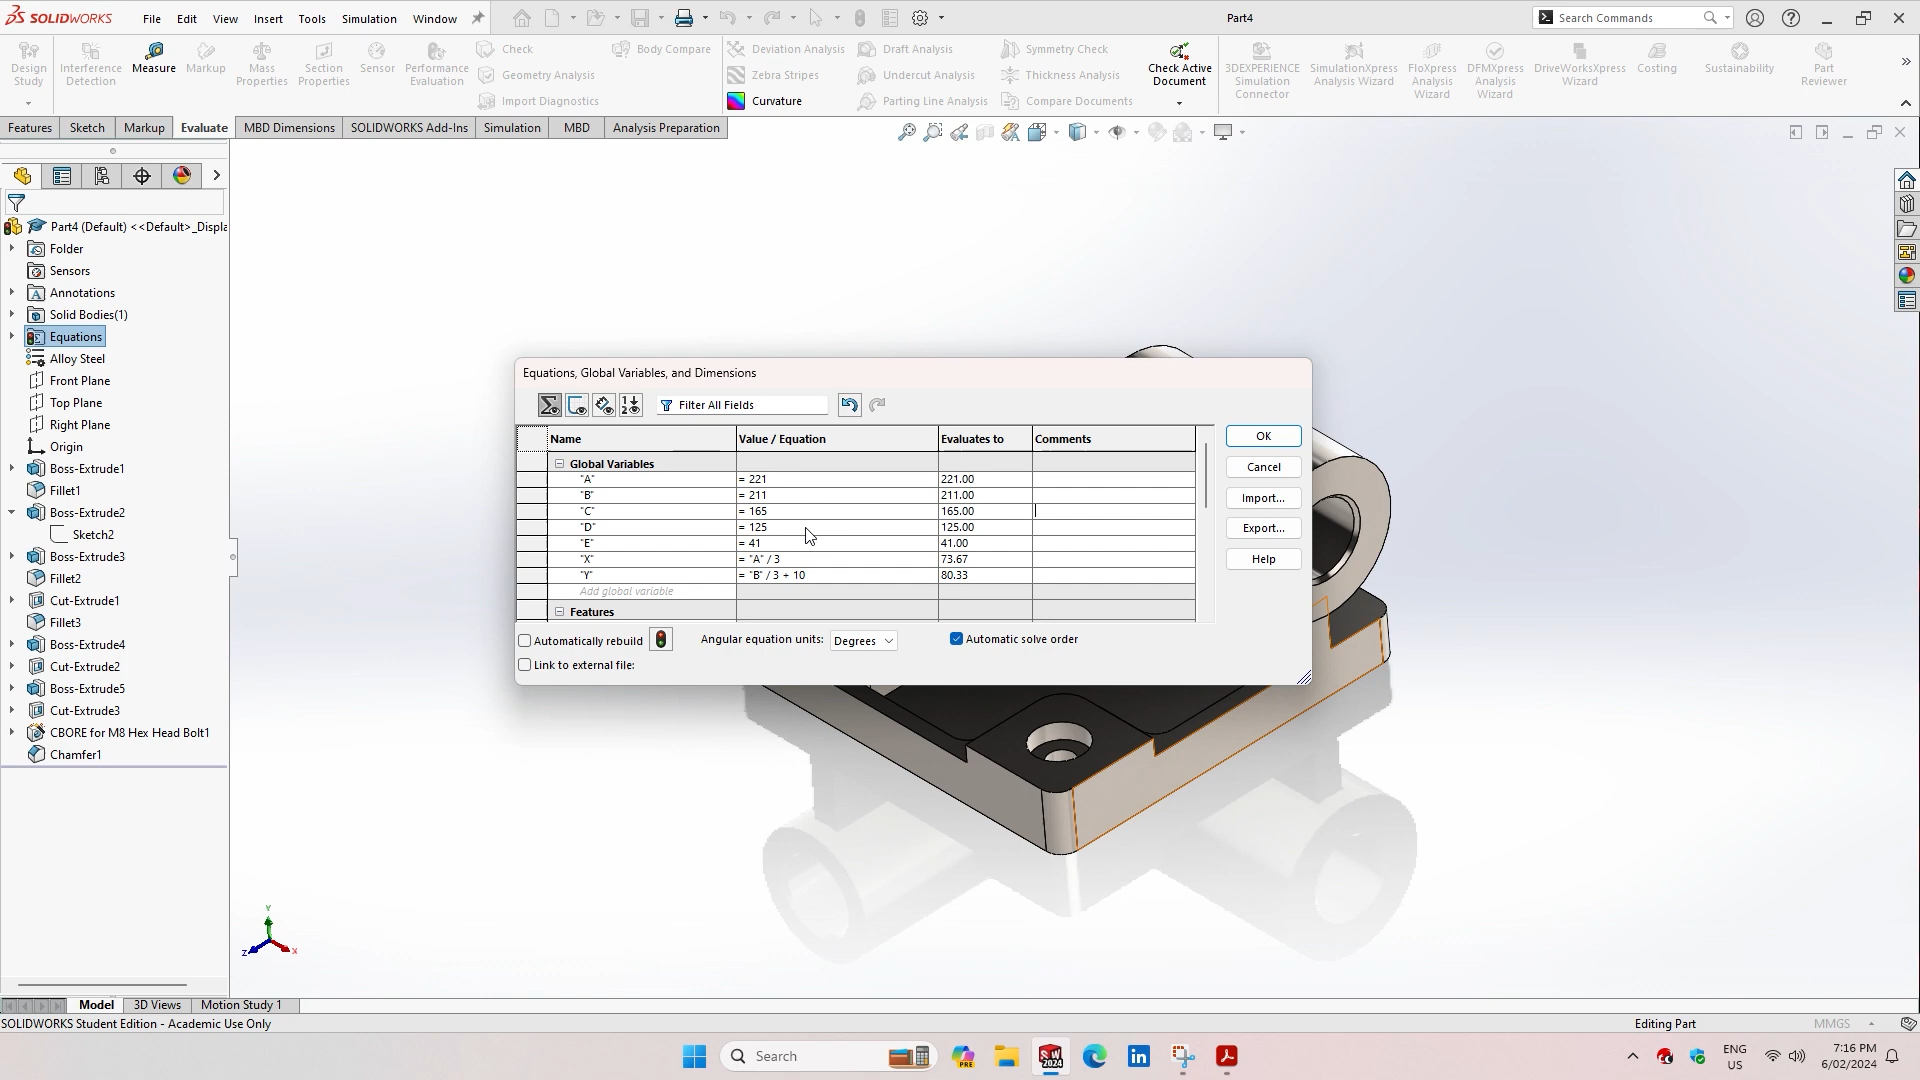 SOLIDWORKS File Edit View Insert Tools Simulation Window Part4 Search Commands
Design Study Interference Detection Measure Markup Mass Properties Section Properties Sensor Performance Evaluation
Check Body Compare Deviation Analysis Draft Analysis Symmetry Check
Geometry Analysis Zebra Stripes Undercut Analysis Thickness Analysis
Import Diagnostics Curvature Parting Line Analysis Compare Documents
Check Active Document 3DEXPERIENCE Simulation Connector SimulationXpress Analysis Wizard FloXpress Analysis Wizard DFMXpress Analysis Wizard DriveWorksXpress Wizard Costing Sustainability Part Reviewer
Features Sketch Markup Evaluate MBD Dimensions SOLIDWORKS Add-Ins Simulation MBD Analysis Preparation
Part4 (Default) <<Default>_Displa
Folder
Sensors
Annotations
Solid Bodies(1)
Equations
Alloy Steel
Front Plane
Top Plane
Right Plane
Origin
Boss-Extrude1
Fillet1
Boss-Extrude2
Sketch2
Boss-Extrude3
Fillet2
Cut-Extrude1
Fillet3
Boss-Extrude4
Cut-Extrude2
Boss-Extrude5
Cut-Extrude3
CBORE for M8 Hex Head Bolt1
Chamfer1
Equations, Global Variables, and Dimensions
Filter All Fields
Name Value / Equation Evaluates to Comments
Global Variables
"A" = 221 221.00
"B" = 211 211.00
"C" = 165 165.00
"D" = 125 125.00
"E" = 41 41.00
"X" = "A" / 3 73.67
"Y" = "B" / 3 + 10 80.33
Add global variable
Features
OK
Cancel
Import...
Export...
Help
Automatically rebuild Angular equation units: Degrees Automatic solve order
Link to external file:
Y
Z X
Model 3D Views Motion Study 1
SOLIDWORKS Student Edition - Academic Use Only Editing Part MMGS
Search PRE SW 2024 in ENG US 7:16 PM 6/02/2024